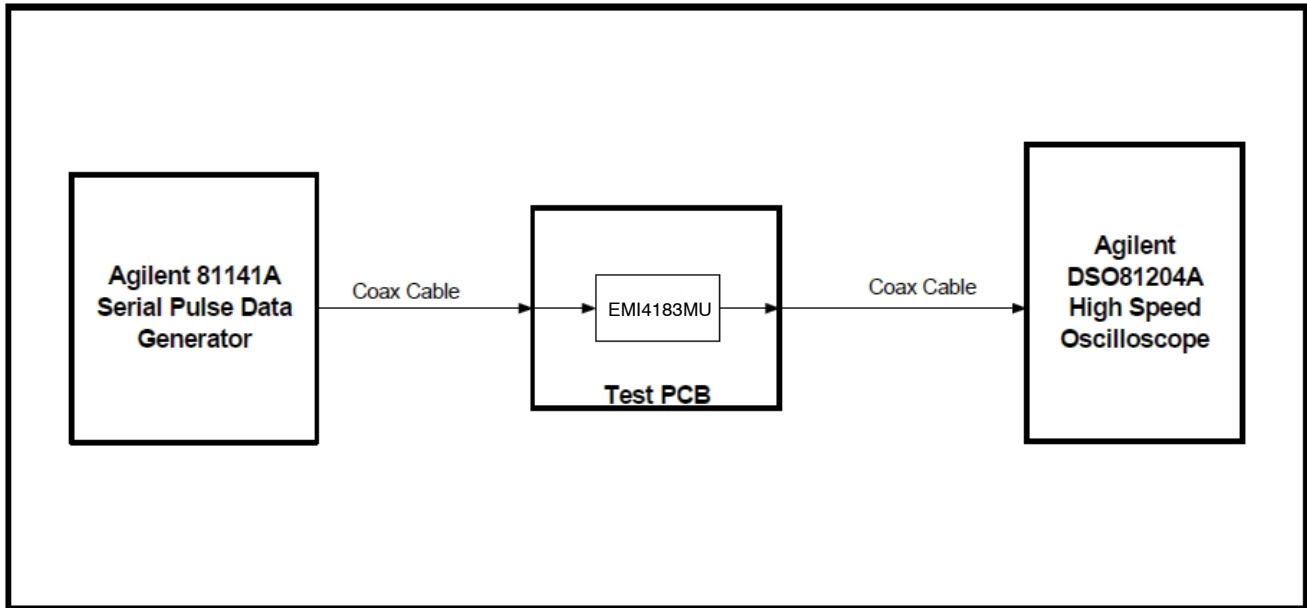 Agilent 81141A
Serial Pulse Data
Generator
Coax Cable
EMI4183MU
Test PCB
Coax Cable
Agilent
DSO81204A
High Speed
Oscilloscope